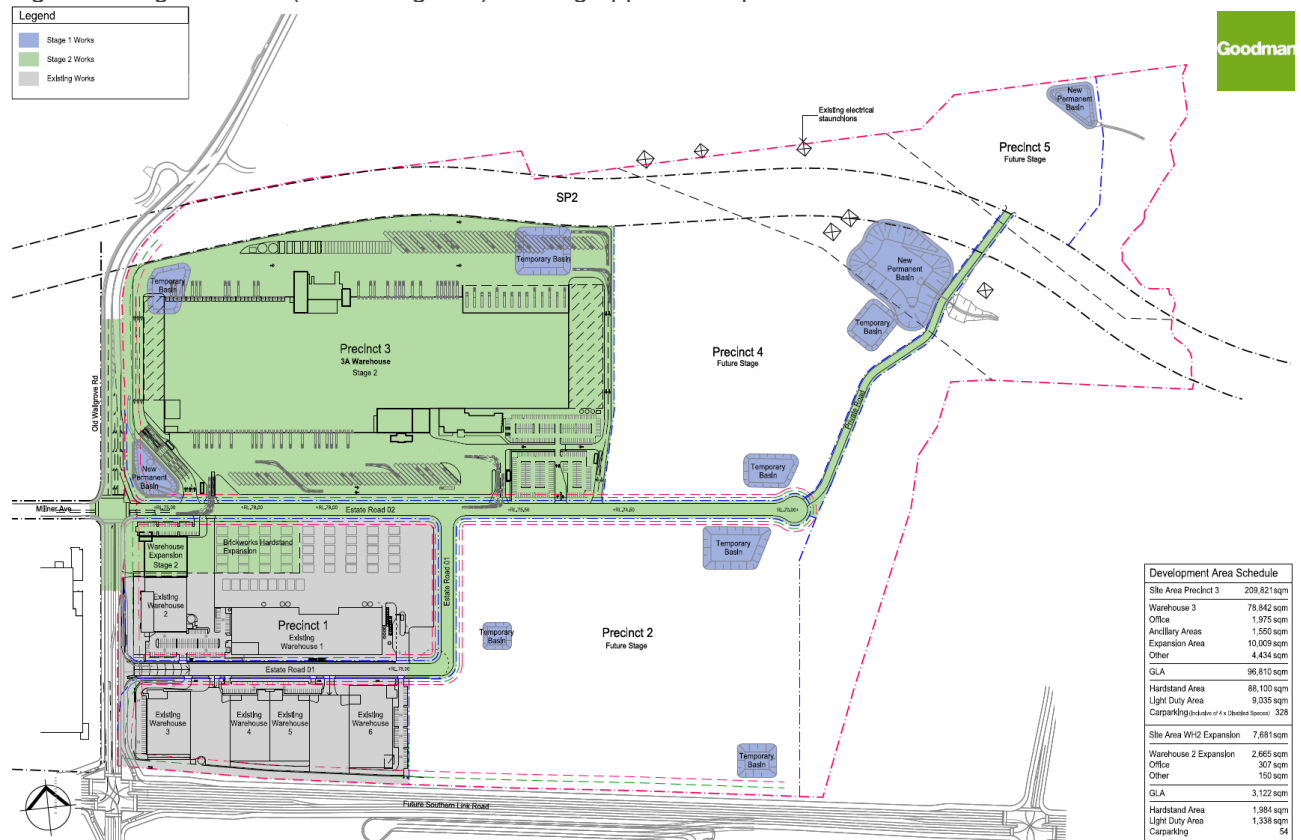 Legend
Stage 1 Works
Stage 2 Works
Existing Works
Goodman
New
Permanent
Basin
Existing electrical
staunchions
Precinct 5
Future Stage
SP2
Temporary
Basin
Temporary Basin
New
Permanent
Basin
Temporary
Basin
Precinct 3
3A Warehouse
Stage 2
Precinct 4
Future Stage
Old Wallgrove Rd
Private Road
New
Permanent
Basin
Temporary
Basin
Milner Ave
Estate Road 02
Warehouse
Expansion
Stage 2
Brickworks Hardstand
Expansion
Temporary
Basin
Estate Road 01
Existing
Warehouse
2
Precinct 1
Existing
Warehouse 1
Temporary
Basin
Precinct 2
Future Stage
Estate Road 01
Existing
Warehouse
3
Existing
Warehouse
4
Existing
Warehouse
5
Existing
Warehouse
6
Temporary
Basin
Future Southern Link Road
Development Area Schedule
Site Area Precinct 3 209,821sqm
Warehouse 3 78,842 sqm
Office 1,975 sqm
Ancillary Areas 1,550 sqm
Expansion Area 10,009 sqm
Other 4,434 sqm
GLA 96,810 sqm
Hardstand Area 88,100 sqm
Light Duty Area 9,035 sqm
Carparking (Inclusive of 4 x Disabled Spaces) 328
Site Area WH2 Expansion 7,681sqm
Warehouse 2 Expansion 2,665 sqm
Office 307 sqm
Other 150 sqm
GLA 3,122 sqm
Hardstand Area 1,984 sqm
Light Duty Area 1,338 sqm
Carparking 54